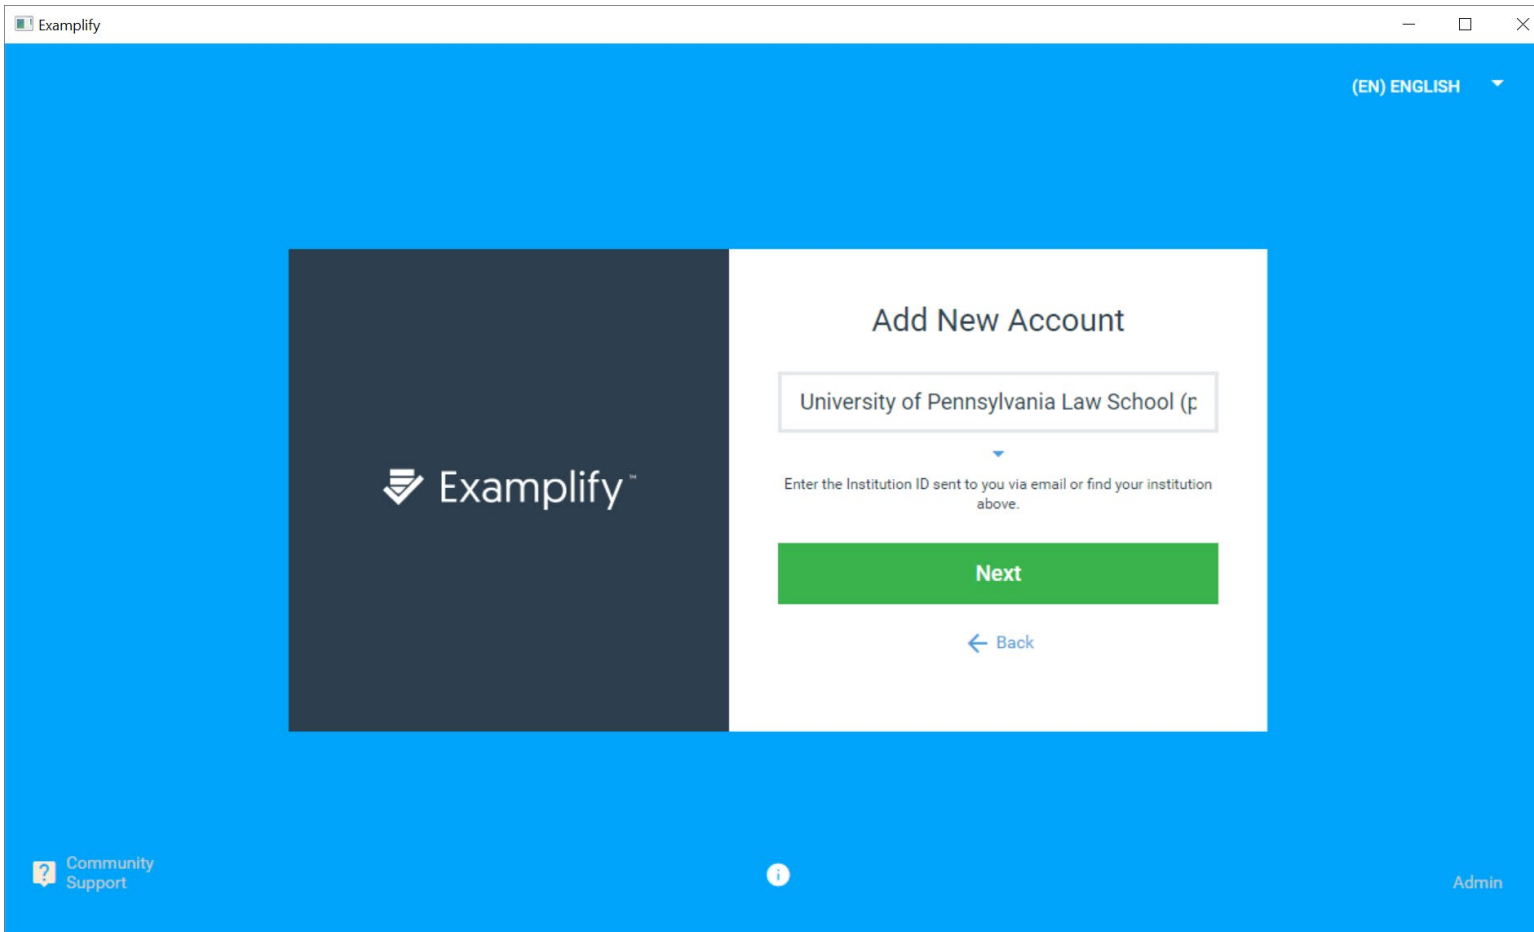 Examplify
(EN) ENGLISH
Examplify™
Add New Account
University of Pennsylvania Law School (p
Enter the Institution ID sent to you via email or find your institution
above.
Next
Back
Community
Support
Admin